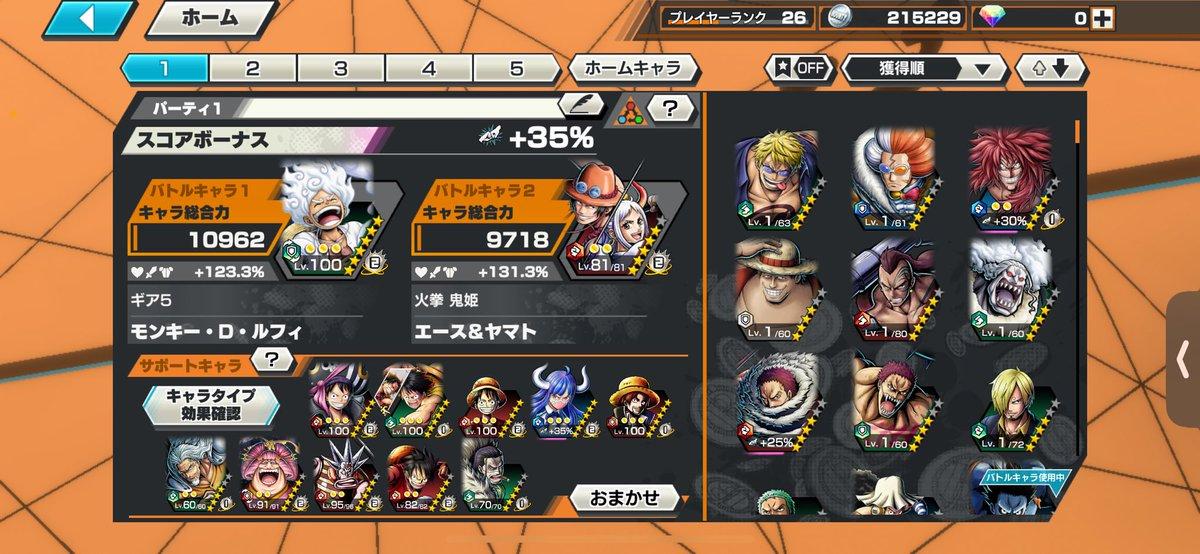 ホーム
プレイヤーランク 26
215229
0
1 2 3 4 5
ホームキャラ
OFF
獲得順
パーティ1
?
スコアボーナス
+35%
バトルキャラ1
キャラ総合力
10962
Lv.100
2
+123.3%
ギア5
モンキー・D・ルフィ
バトルキャラ2
キャラ総合力
9718
Lv.81/81
2
+131.3%
火拳 鬼姫
エース&ヤマト
サポートキャラ
?
キャラタイプ
効果確認
Lv.100 Lv.100 Lv.100 +35% Lv.100
Lv.60/60 Lv.91/91 Lv.95/96 Lv.82/82 Lv.70/70
おまかせ
Lv.1/63 Lv.1/61 +30%
Lv.1/60 Lv.1/80 Lv.1/60
+25% Lv.1/60 Lv.1/72
バトルキャラ使用中